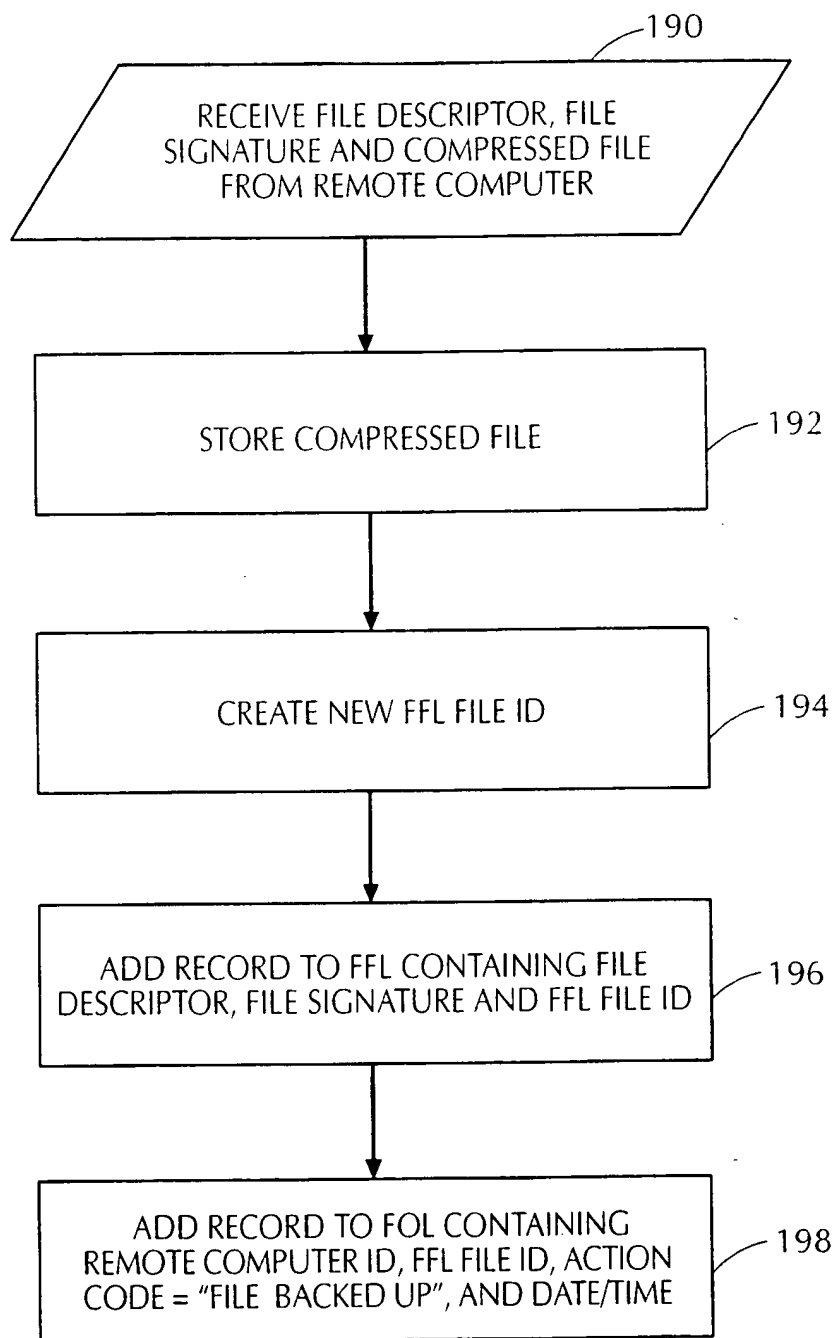 190
RECEIVE FILE DESCRIPTOR, FILE
SIGNATURE AND COMPRESSED FILE
FROM REMOTE COMPUTER
STORE COMPRESSED FILE
192
CREATE NEW FFL FILE ID
194
ADD RECORD TO FFL CONTAINING FILE
DESCRIPTOR, FILE SIGNATURE AND FFL FILE ID
196
ADD RECORD TO FOL CONTAINING
REMOTE COMPUTER ID, FFL FILE ID, ACTION
CODE = "FILE BACKED UP", AND DATE/TIME
198